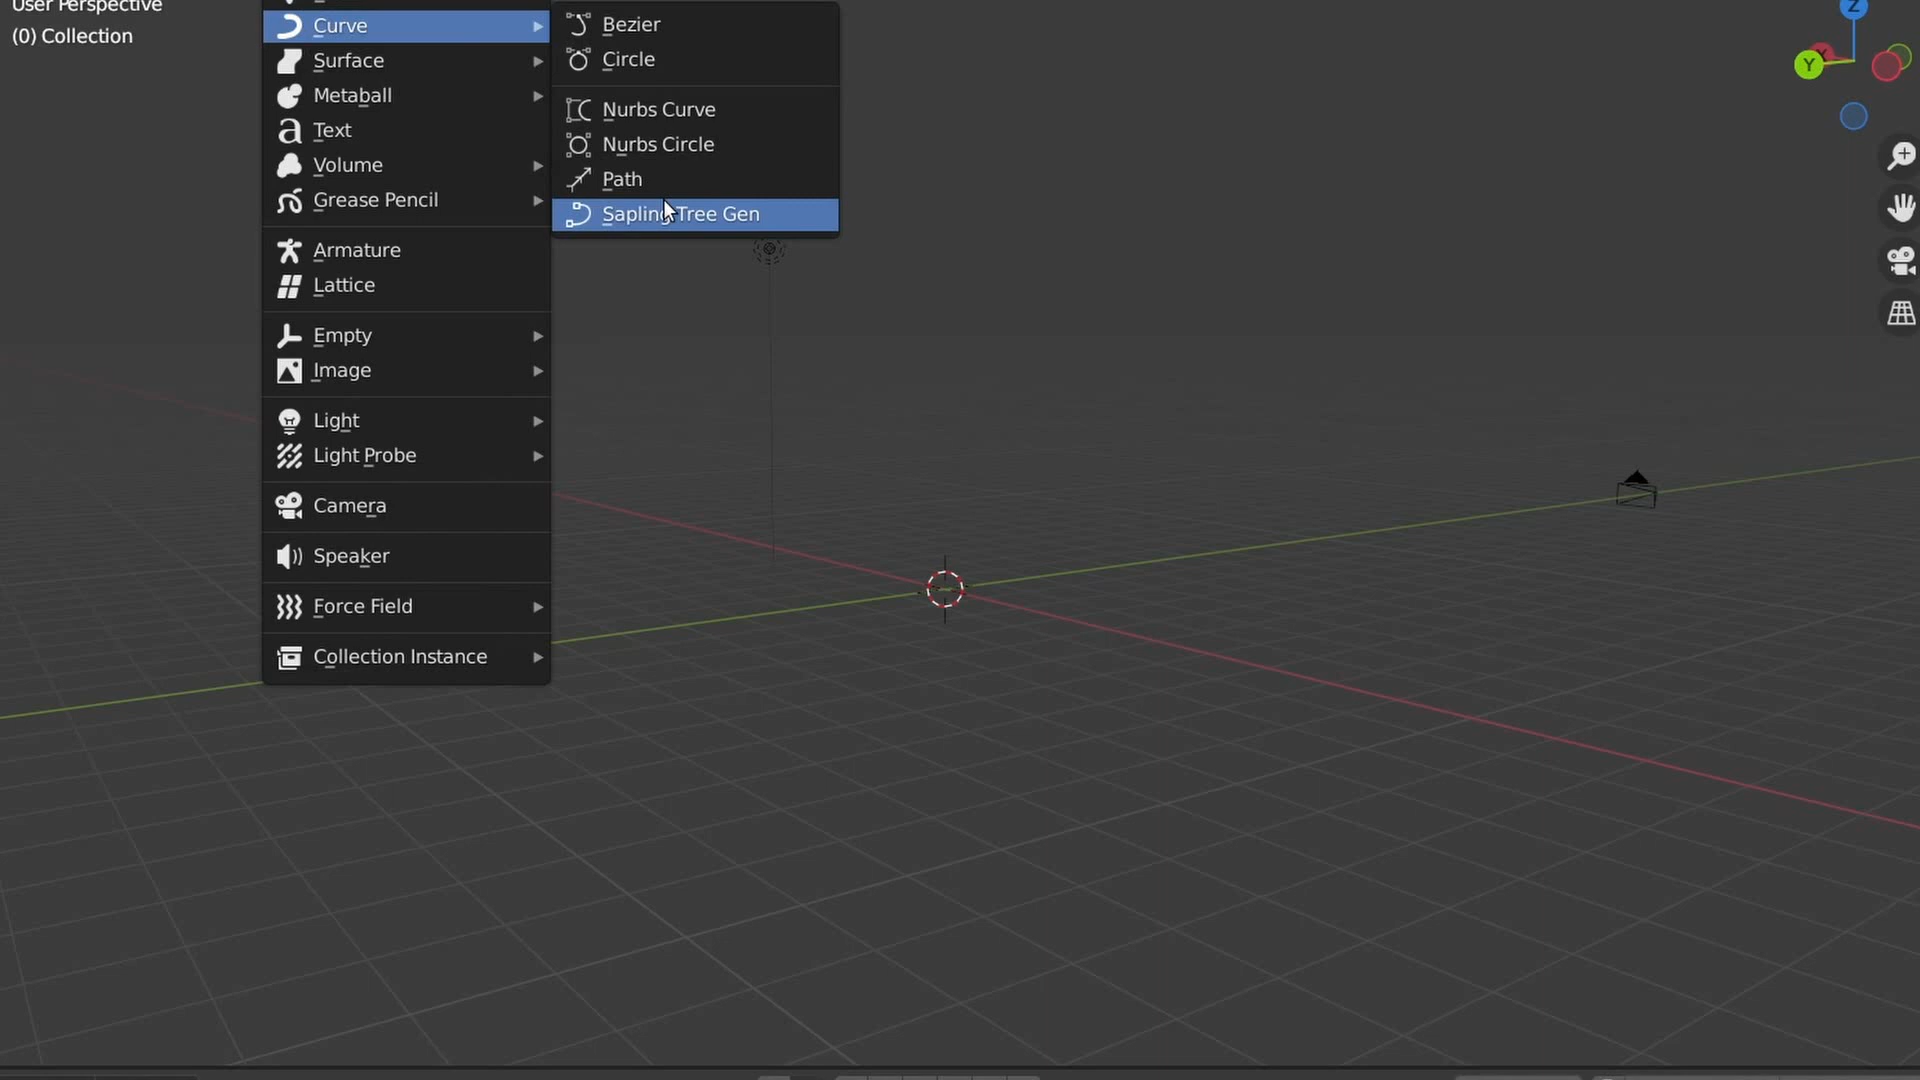 User Perspective
(0) Collection
Curve
Surface
Metaball
Text
Volume
Grease Pencil
Armature
Lattice
Empty
Image
Light
Light Probe
Camera
Speaker
Force Field
Collection Instance
Bezier
Circle
Nurbs Curve
Nurbs Circle
Path
Sapling Tree Gen
Z
X
Y